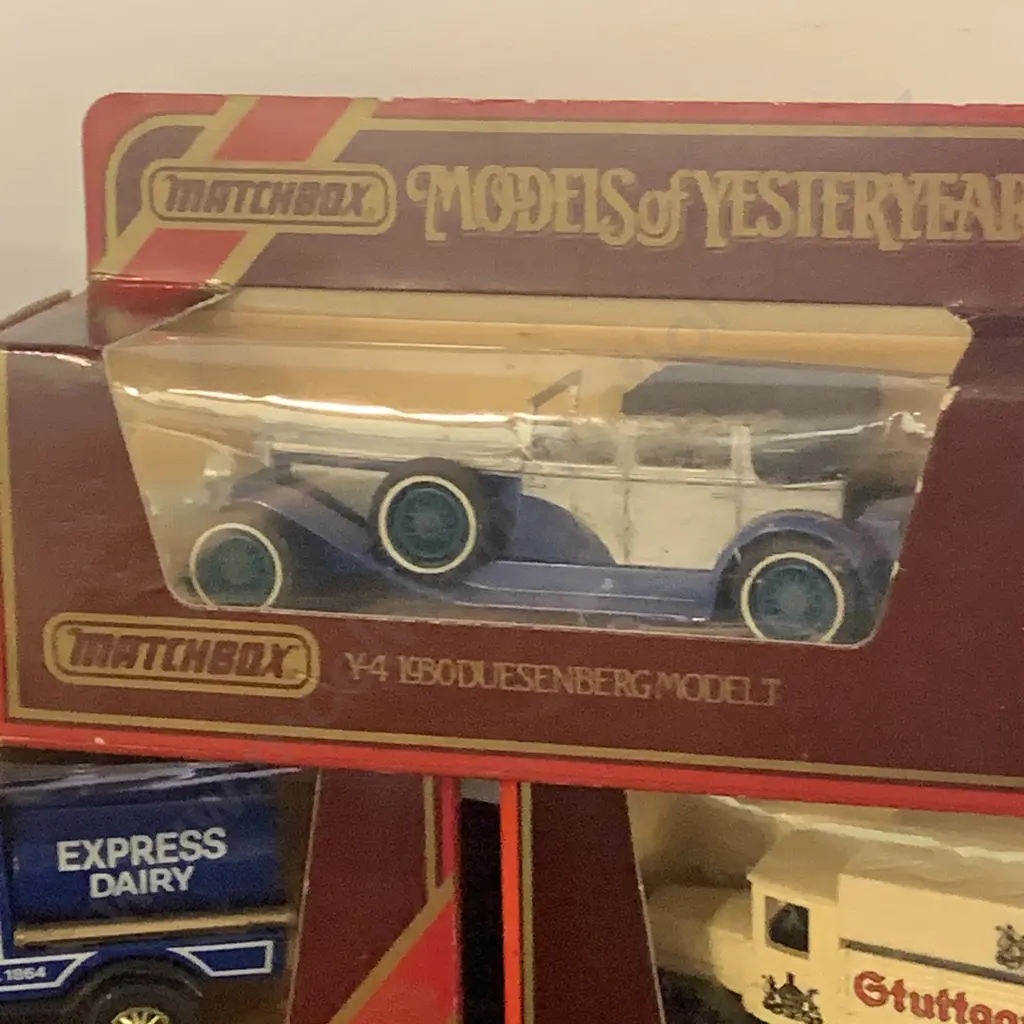 MATCHBOX
MODELS of YESTERYEAR
MATCHBOX
Y-4 1930 DUESENBERG MODEL J
EXPRESS
DAIRY
1864